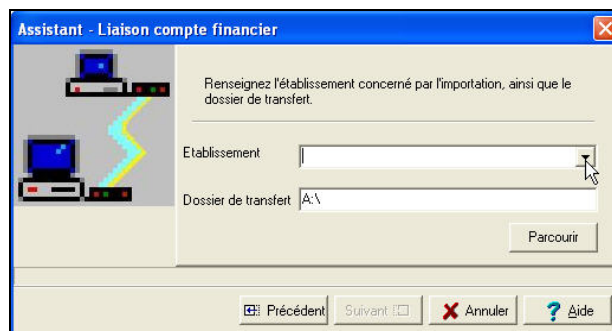 Assistant - Liaison compte financier
Renseignez l'établissement concerné par l'importation, ainsi que le
dossier de transfert.
Etablissement
Dossier de transfert A:\
Parcourir
Précédent Suivant Annuler Aide